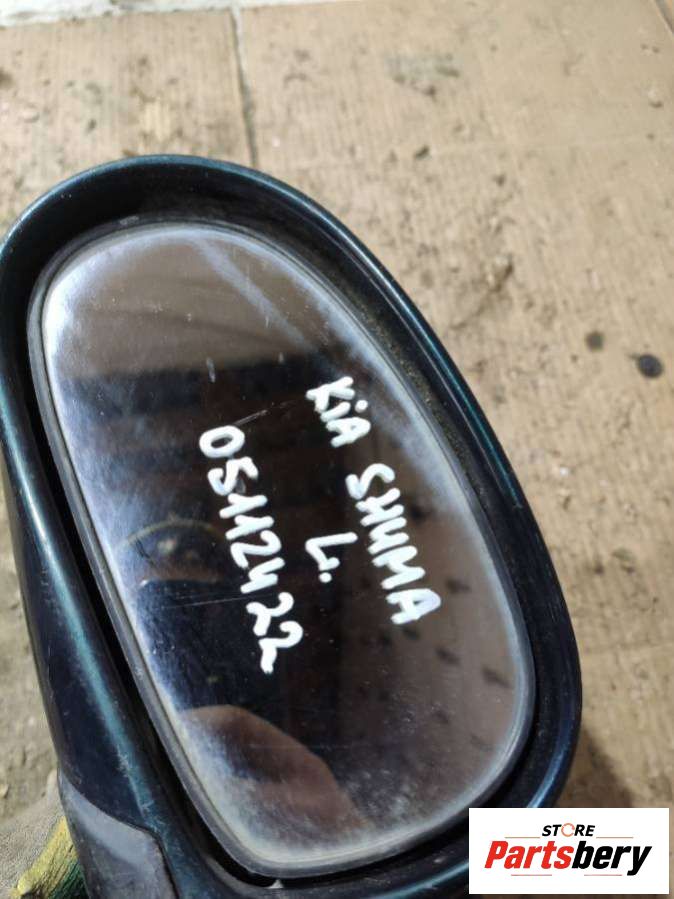 KiA SHUMA
L.
05112422
STORE
Partsbery